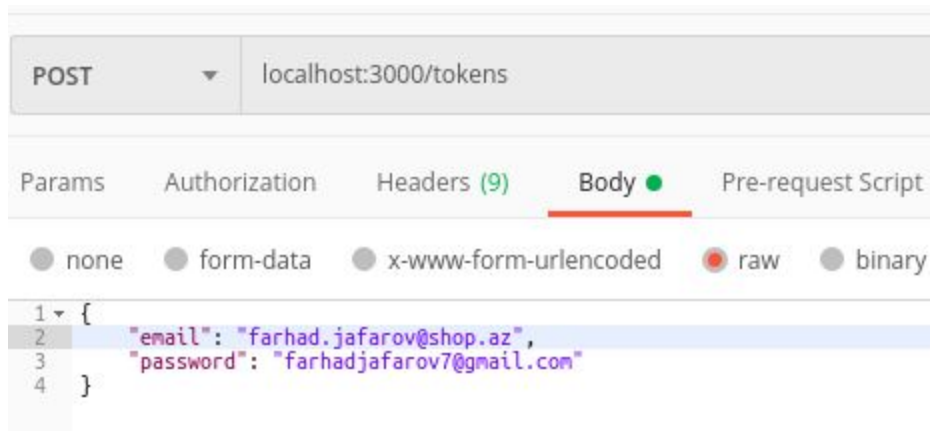 POST localhost:3000/tokens
Params Authorization Headers (9) Body Pre-request Script
none form-data x-www-form-urlencoded raw binary
1 {
2 "email": "farhad.jafarov@shop.az",
3 "password": "farhadjafarov7@gmail.com"
4 }